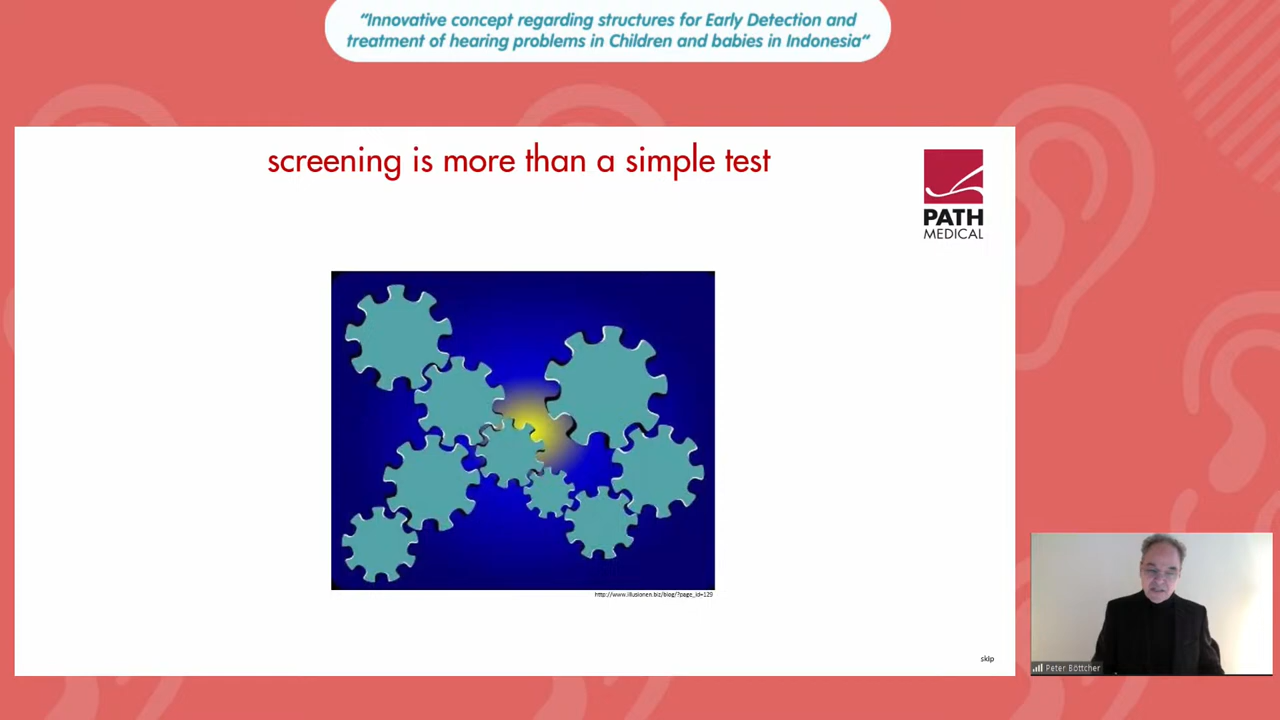 “Innovative concept regarding structures for Early Detection and
treatment of hearing problems in Children and babies in Indonesia“
screening is more than a simple test
PATH
MEDICAL
http://www.illusionen.biz/blog/?page_id=129
skip
Peter Böttcher